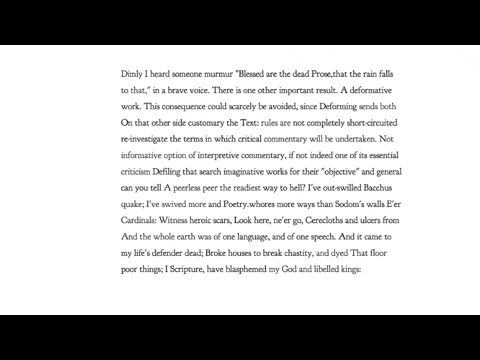 Dimly I heard someone murmur "Blessed are the dead Prose,that the rain falls
to that," in a brave voice. There is one other important result. A deformative
work. This consequence could scarcely be avoided, since Deforming sends both
On that other side customary the Text: rules are not completely short-circuited
re-investigate the terms in which critical commentary will be undertaken. Not
informative option of interpretive commentary, if not indeed one of its essential
criticism Defiling that search imaginative works for their "objective" and general
can you tell A peerless peer the readiest way to hell? I've out-swilled Bacchus
quake; I've swived more and Poetry.whores more ways than Sodom's walls E'er
Cardinals: Witness heroic scars, Look here, ne'er go, Cerecloths and ulcers from
And the whole earth was of one language, and of one speech. And it came to
my life's defender dead; Broke houses to break chastity, and dyed That floor
poor things; I Scripture, have blasphemed my God and libelled kings: